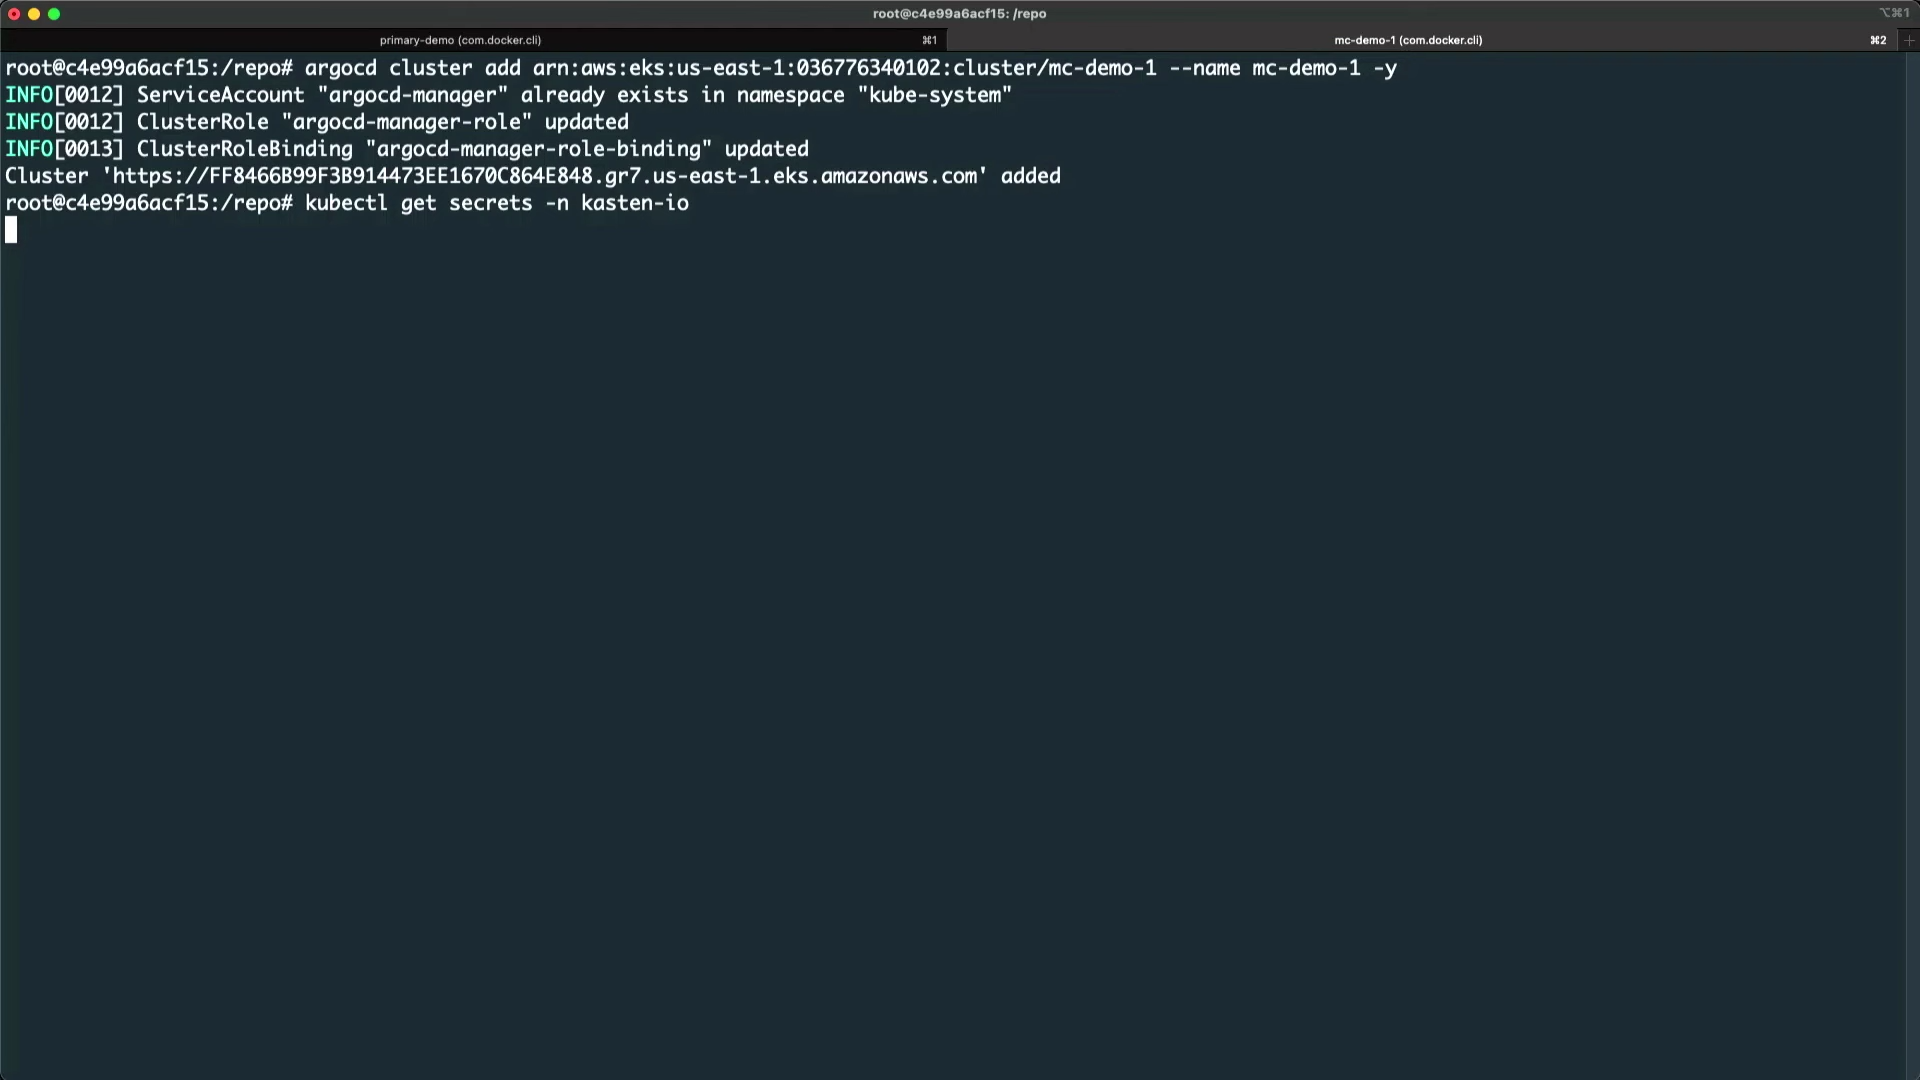 root@c4e99a6acf15: /repo
⌥⌘1
primary-demo (com.docker.cli)
⌘1
mc-demo-1 (com.docker.cli)
⌘2
+
root@c4e99a6acf15:/repo# argocd cluster add arn:aws:eks:us-east-1:036776340102:cluster/mc-demo-1 --name mc-demo-1 -y
INFO[0012] ServiceAccount "argocd-manager" already exists in namespace "kube-system"
INFO[0012] ClusterRole "argocd-manager-role" updated
INFO[0013] ClusterRoleBinding "argocd-manager-role-binding" updated
Cluster 'https://FF8466B99F3B914473EE1670C864E848.gr7.us-east-1.eks.amazonaws.com' added
root@c4e99a6acf15:/repo# kubectl get secrets -n kasten-io